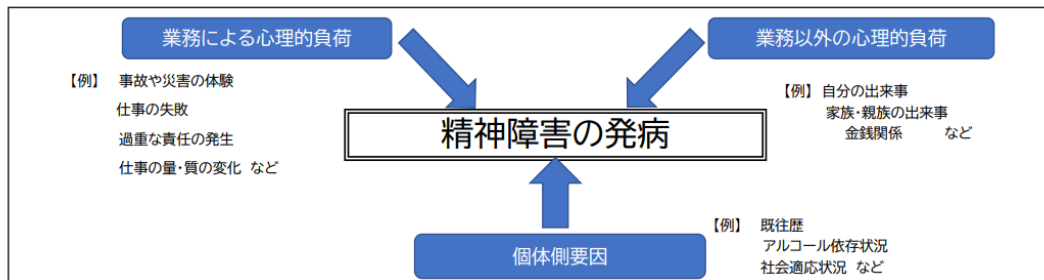 業務による心理的負荷
業務以外の心理的負荷
【例】 事故や災害の体験
仕事の失敗
過重な責任の発生
仕事の量・質の変化 など
【例】自分の出来事
家族・親族の出来事
金銭関係 など
精神障害の発病
個体側要因
【例】 既往歴
アルコール依存状況
社会適応状況 など